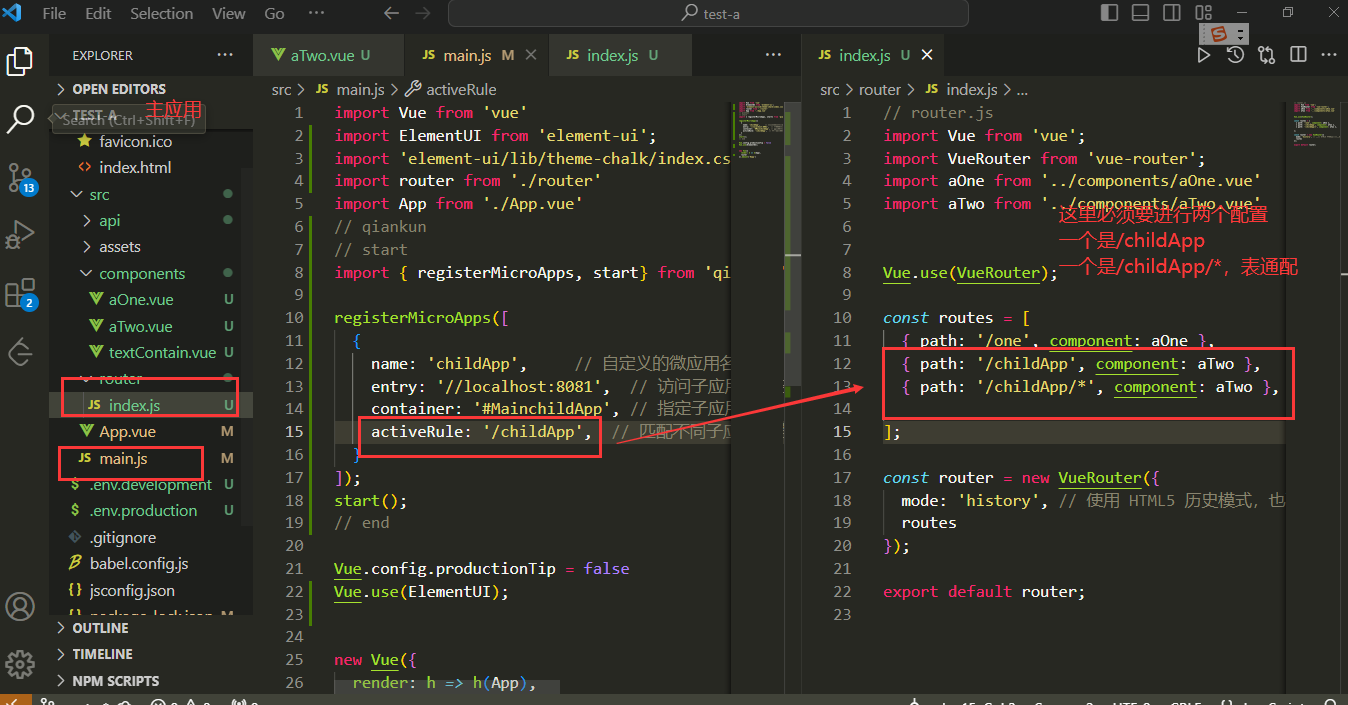 File Edit Selection View Go ··· test-a
EXPLORER ···
OPEN EDITORS
TEST-A
主应用
Search (Ctrl+Shift+F)
favicon.ico
<> index.html
src
api
assets
components
aOne.vue U
aTwo.vue U
textContain.vue U
router
JS index.js U
App.vue M
JS main.js M
$ .env.development U
$ .env.production U
.gitignore
babel.config.js
{} jsconfig.json
{} package-lock.json M
OUTLINE
TIMELINE
NPM SCRIPTS
13
2
aTwo.vue U JS main.js M JS index.js U ···
src > JS main.js > activeRule
1 import Vue from 'vue'
2 import ElementUI from 'element-ui';
3 import 'element-ui/lib/theme-chalk/index.cs
4 import router from './router'
5 import App from './App.vue'
6 // qiankun
7 // start
8 import { registerMicroApps, start} from 'qi
9
10 registerMicroApps([
11 {
12 name: 'childApp', // 自定义的微应用名
13 entry: '//localhost:8081', // 访问子应用
14 container: '#MainchildApp', // 指定子应用
15 activeRule: '/childApp', // 匹配不同子应
16 }
17 ]);
18 start();
19 // end
20
21 Vue.config.productionTip = false
22 Vue.use(ElementUI);
23
24
25 new Vue({
26 render: h => h(App),
JS index.js U
src > router > JS index.js > ...
1 // router.js
2 import Vue from 'vue';
3 import VueRouter from 'vue-router';
4 import aOne from '../components/aOne.vue'
5 import aTwo from '../components/aTwo.vue'
这里必须要进行两个配置
6
一个是/childApp
7
一个是/childApp/*，表通配
8 Vue.use(VueRouter);
9
10 const routes = [
11 { path: '/one', component: aOne },
12 { path: '/childApp', component: aTwo },
13 { path: '/childApp/*', component: aTwo },
14
15 ];
16
17 const router = new VueRouter({
18 mode: 'history', // 使用 HTML5 历史模式，也
19 routes
20 });
21
22 export default router;
23